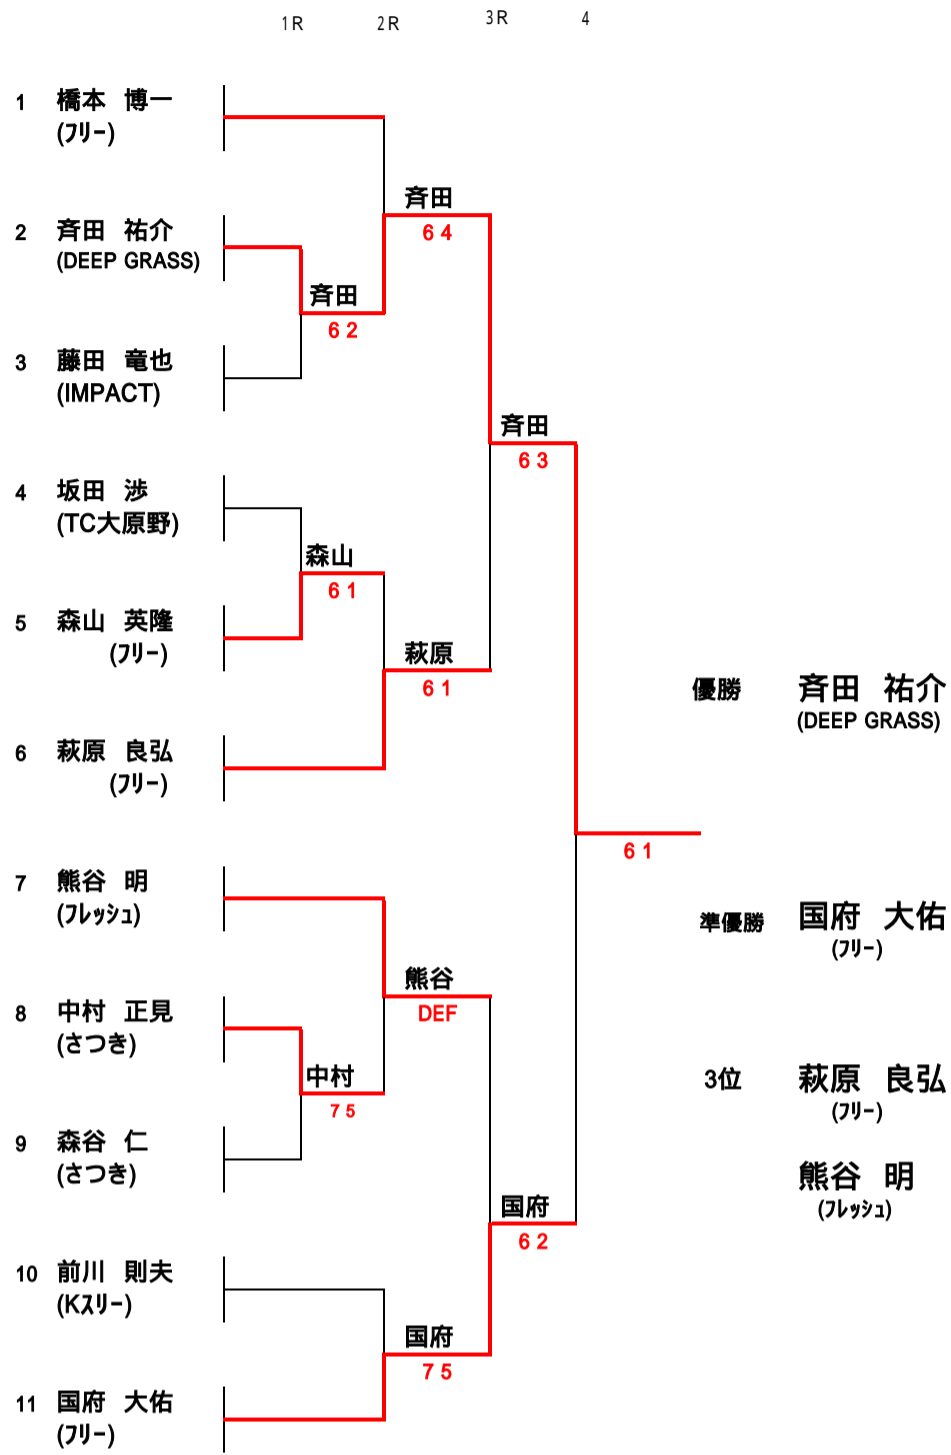 1R 2R 3R 4
1 橋本 博一
(フリー)
斉田
6 4
2 斉田 祐介
(DEEP GRASS)
斉田
6 2
3 藤田 竜也
(IMPACT)
斉田
6 3
4 坂田 渉
(TC大原野)
森山
6 1
5 森山 英隆
(フリー)
萩原
6 1
優勝 斉田 祐介
(DEEP GRASS)
6 萩原 良弘
(フリー)
6 1
7 熊谷 明
(フレッシュ)
準優勝 国府 大佑
(フリー)
熊谷
DEF
8 中村 正見
(さつき)
中村
7 5
3位 萩原 良弘
(フリー)
9 森谷 仁
(さつき)
熊谷 明
(フレッシュ)
国府
6 2
10 前川 則夫
(Kスリー)
国府
7 5
11 国府 大佑
(フリー)